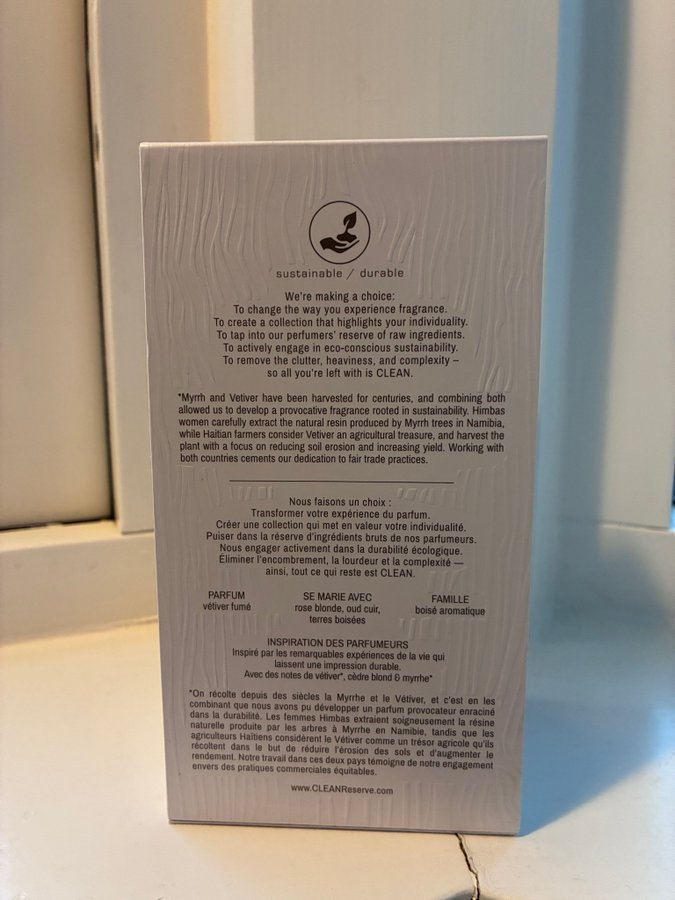 sustainable / durable
We're making a choice:
To change the way you experience fragrance.
To create a collection that highlights your individuality.
To tap into our perfumers' reserve of raw ingredients.
To actively engage in eco-conscious sustainability.
To remove the clutter, heaviness, and complexity –
so all you're left with is CLEAN.
*Myrrh and Vetiver have been harvested for centuries, and combining both
allowed us to develop a provocative fragrance rooted in sustainability. Himbas
women carefully extract the natural resin produced by Myrrh trees in Namibia,
while Haitian farmers consider Vetiver an agricultural treasure, and harvest the
plant with a focus on reducing soil erosion and increasing yield. Working with
both countries cements our dedication to fair trade practices.
Nous faisons un choix :
Transformer votre expérience du parfum.
Créer une collection qui met en valeur votre individualité.
Puiser dans la réserve d'ingrédients bruts de nos parfumeurs.
Nous engager activement dans la durabilité écologique.
Éliminer l'encombrement, la lourdeur et la complexité —
ainsi, tout ce qui reste est CLEAN.
PARFUM
vétiver fumé
SE MARIE AVEC
rose blonde, oud cuir,
terres boisées
FAMILLE
boisé aromatique
INSPIRATION DES PARFUMEURS
Inspiré par les remarquables expériences de la vie qui
laissent une impression durable.
Avec des notes de vétiver*, cèdre blond & myrrhe*
*On récolte depuis des siècles la Myrrhe et le Vétiver, et c'est en les
combinant que nous avons pu développer un parfum provocateur enraciné
dans la durabilité. Les femmes Himbas extraient soigneusement la résine
naturelle produite par les arbres à Myrrhe en Namibie, tandis que les
agriculteurs Haïtiens considèrent le Vétiver comme un trésor agricole qu'ils
récoltent dans le but de réduire l'érosion des sols et d'augmenter le
rendement. Notre travail dans ces deux pays témoigne de notre engagement
envers des pratiques commerciales équitables.
www.CLEANReserve.com